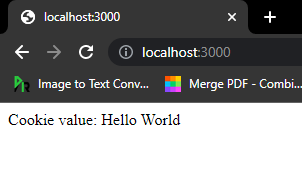 localhost:3000
localhost:3000
Image to Text Conv... Merge PDF - Combi...
Cookie value: Hello World